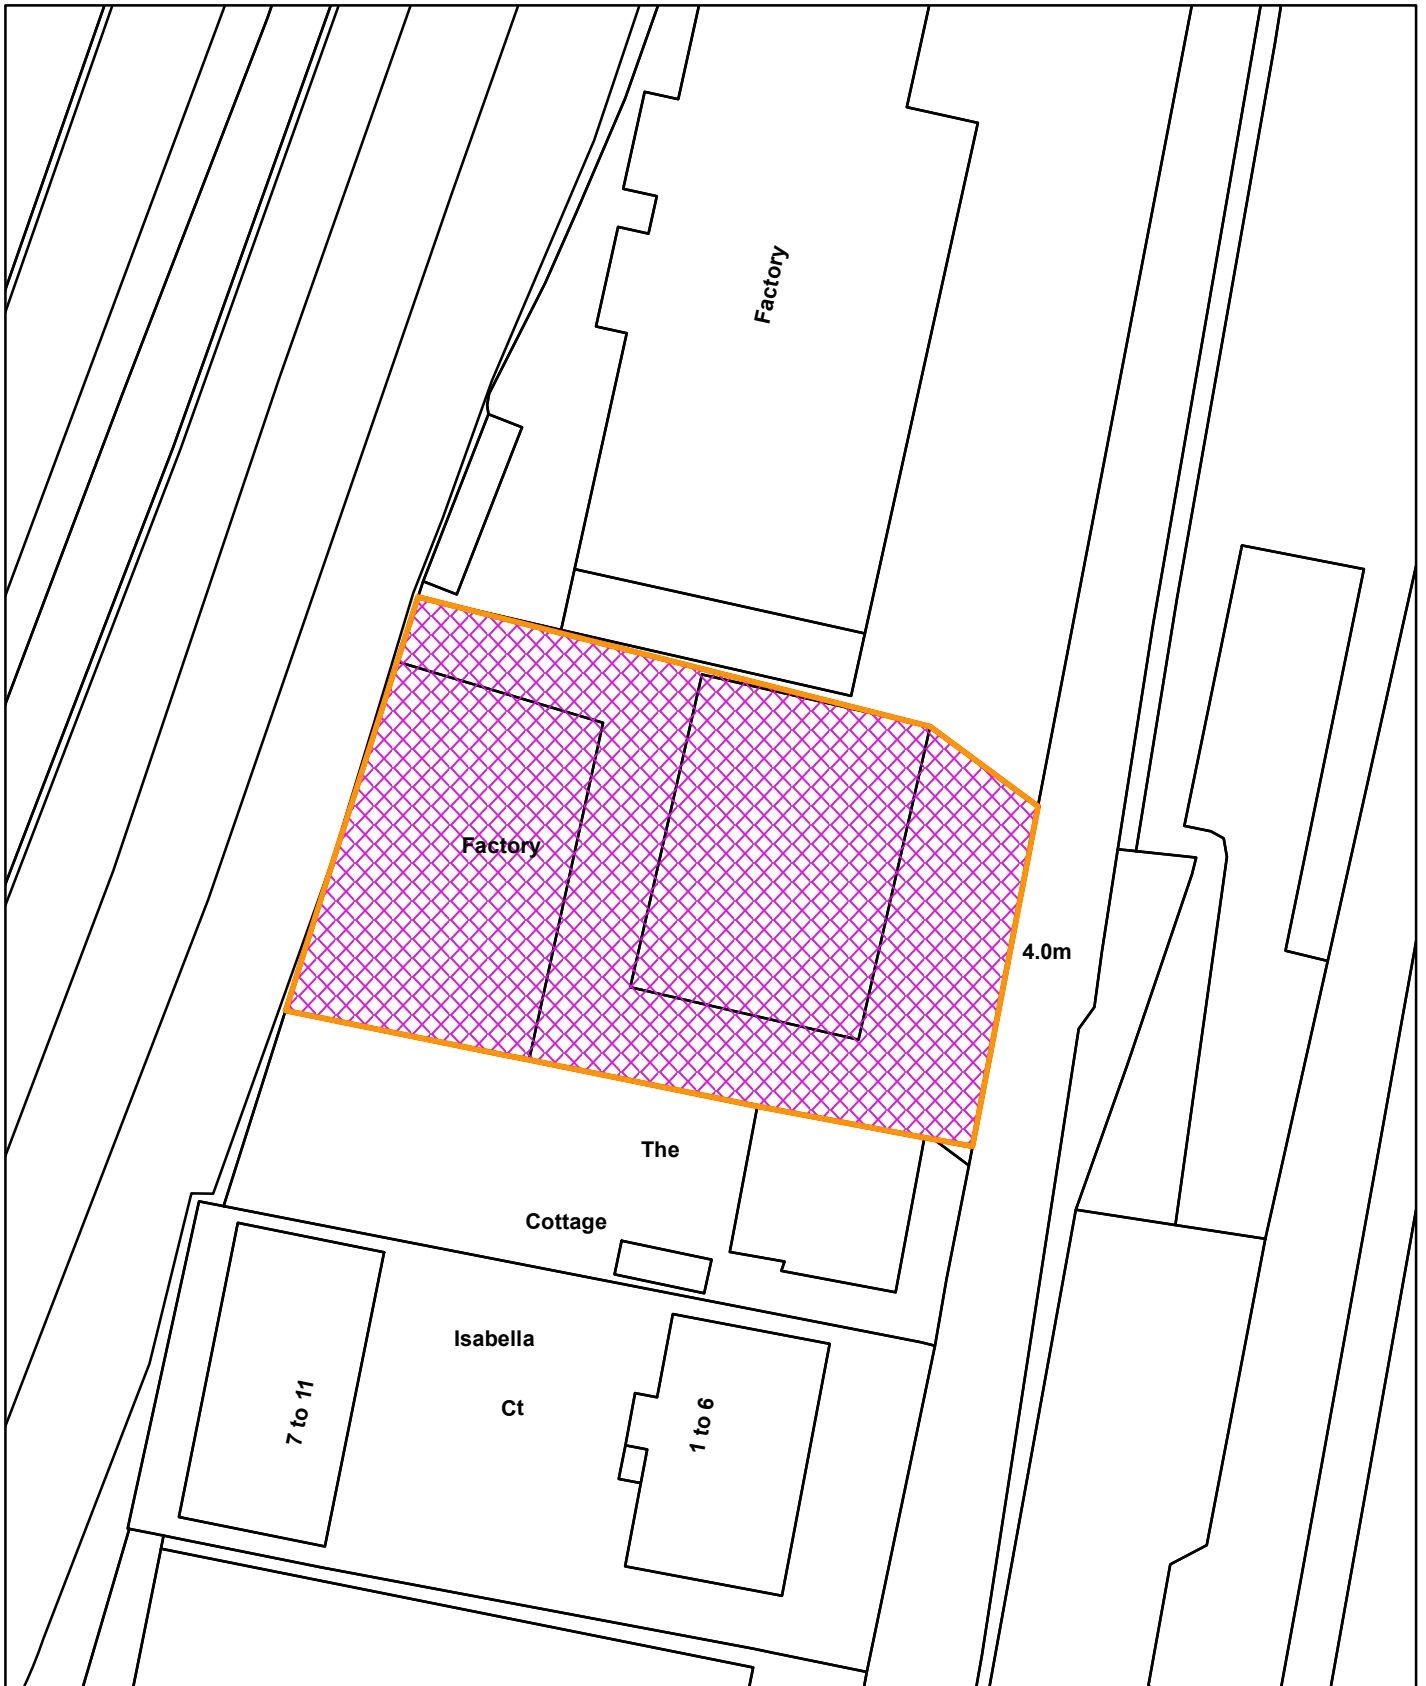 Factory
Factory
4.0m
The
Cottage
Isabella
Ct
7 to 11
1 to 6